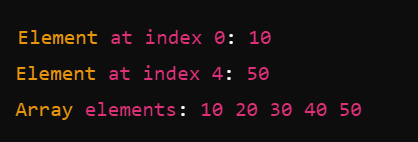 Element at index 0: 10
Element at index 4: 50
Array elements: 10 20 30 40 50